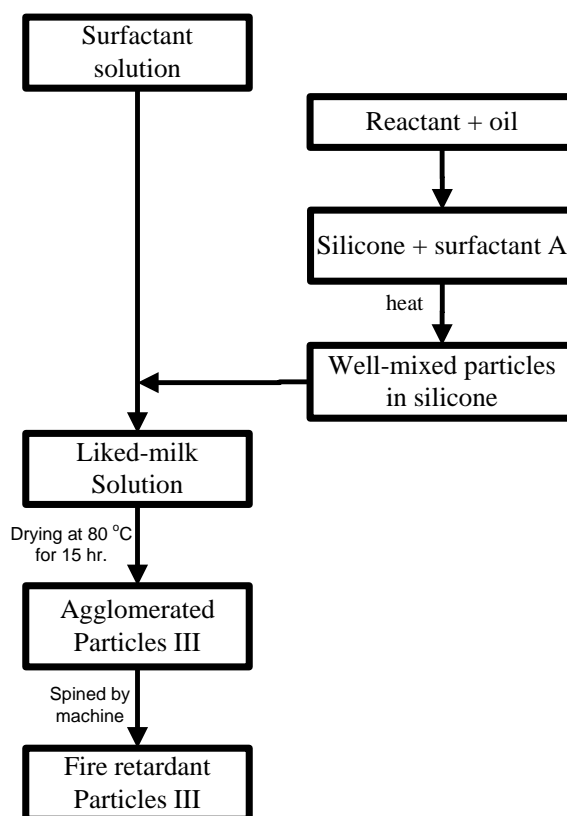 Surfactant
solution
Reactant + oil
Silicone + surfactant A
heat
Well-mixed particles
in silicone
Liked-milk
Solution
Drying at 80 °C
for 15 hr.
Agglomerated
Particles III
Spined by
machine
Fire retardant
Particles III